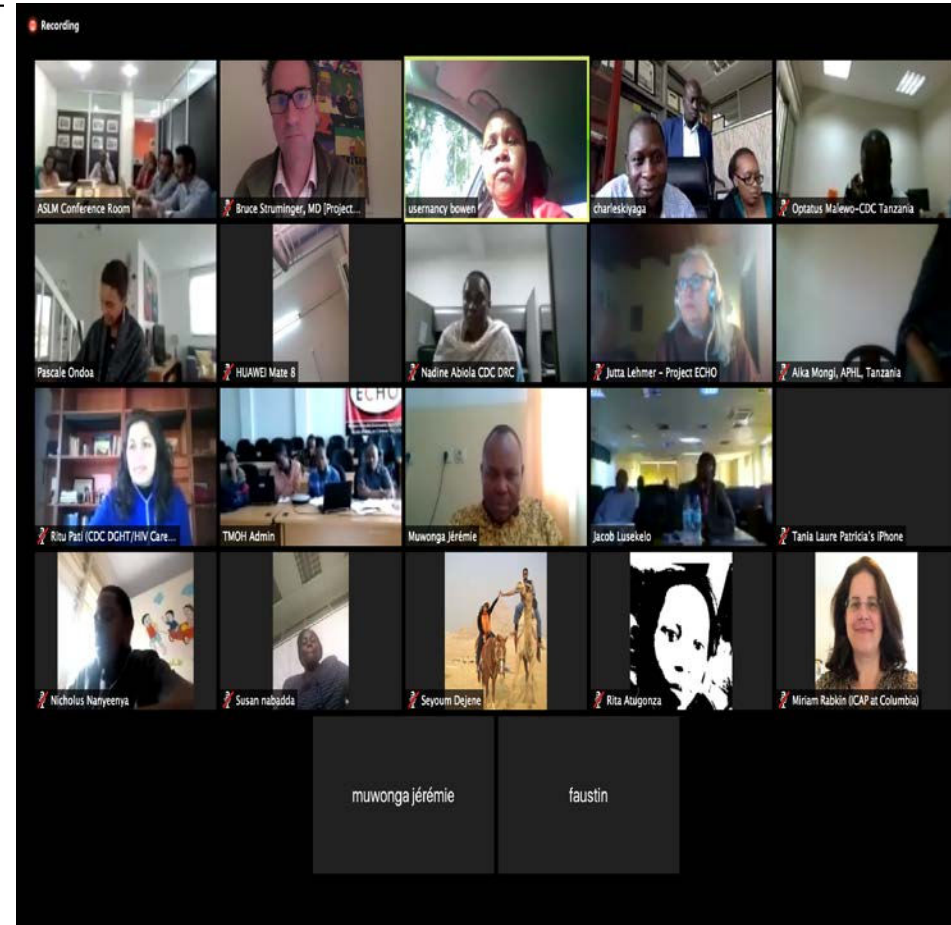 Recording
ASLM Conference Room
Bruce Struminger, MD [Project...
usernancy bowen
charleskiyaga
Optatus Malewo-CDC Tanzania
Pascale Ondoa
HUAWEI Mate 8
Nadine Abiola CDC DRC
Jutta Lehmer - Project ECHO
Aika Mongi, APHL, Tanzania
ECHO
Ritu Pati (CDC DGHT/HIV Care...
TMOH Admin
Muwonga Jérémie
Jacob Lusekelo
Tania Laure Patricia's iPhone
Nicholus Nanyeenya
Susan nabadda
Seyoum Dejene
Rita Atugonza
Miriam Rabkin (ICAP at Columbia)
muwonga jérémie
faustin